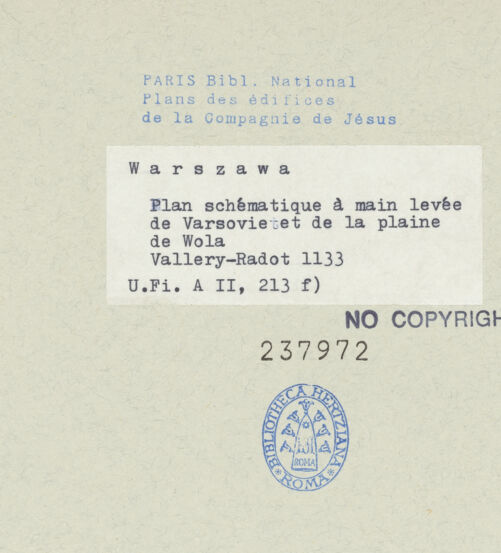 PARIS Bibl. National
Plans des édifices
de la Compagnie de Jésus
Warszawa
Plan schématique à main levée
de Varsovie et de la plaine
de Wola
Vallery-Radot 1133
U.Fi. A II, 213 f)
NO COPYRIGH
237972
BIBLIOTHECA HERTZIANA
ROMA
ROMA